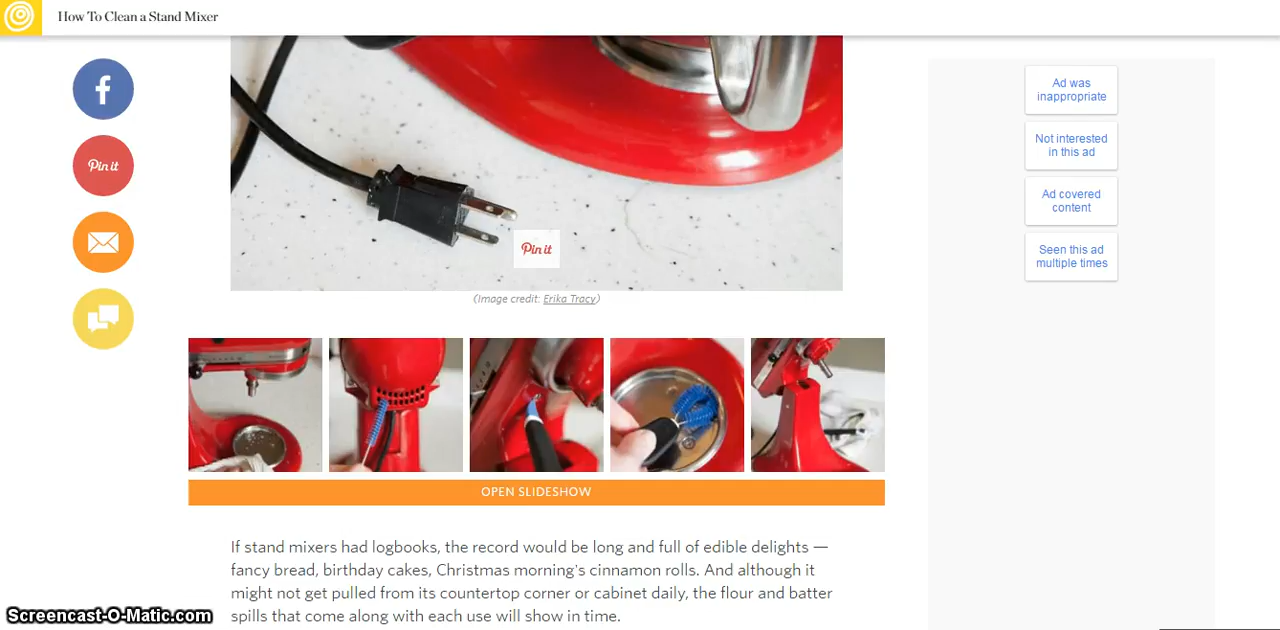 How To Clean a Stand Mixer
Pin it
Pin it
(Image credit: Erika Tracy)
OPEN SLIDESHOW
If stand mixers had logbooks, the record would be long and full of edible delights —
fancy bread, birthday cakes, Christmas morning's cinnamon rolls. And although it
might not get pulled from its countertop corner or cabinet daily, the flour and batter
spills that come along with each use will show in time.
Ad was
inappropriate
Not interested
in this ad
Ad covered
content
Seen this ad
multiple times
Screencast-O-Matic.com